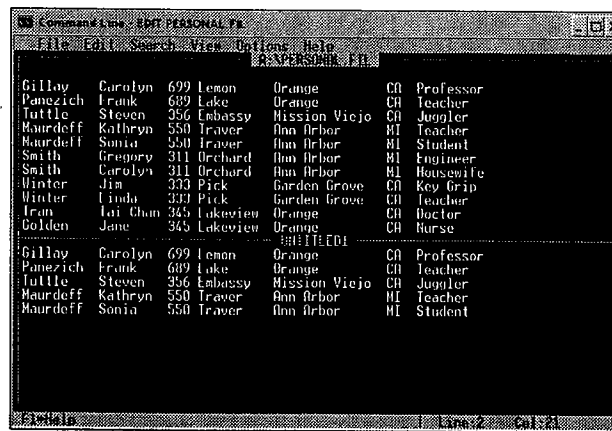 Command Line - EDIT PERSONAL.FIL
File Edit Search View Options Help
A:\PERSONAL.FIL
Gillay Carolyn 699 Lemon Orange CA Professor
Panezich Frank 689 Lake Orange CA Teacher
Tuttle Steven 356 Embassy Mission Viejo CA Juggler
Maurdeff Kathryn 550 Traver Ann Arbor MI Teacher
Maurdeff Sonia 550 Traver Ann Arbor MI Student
Smith Gregory 311 Orchard Ann Arbor MI Engineer
Smith Carolyn 311 Orchard Ann Arbor MI Housewife
Winter Jim 333 Pick Garden Grove CA Key Grip
Winter Linda 333 Pick Garden Grove CA Teacher
Tran Tai Chan 345 Lakeview Orange CA Doctor
Golden Jane 345 Lakeview Orange CA Nurse
UNTITLED1
Gillay Carolyn 699 Lemon Orange CA Professor
Panezich Frank 689 Lake Orange CA Teacher
Tuttle Steven 356 Embassy Mission Viejo CA Juggler
Maurdeff Kathryn 550 Traver Ann Arbor MI Teacher
Maurdeff Sonia 550 Traver Ann Arbor MI Student
F1=Help Line:2 Col:21